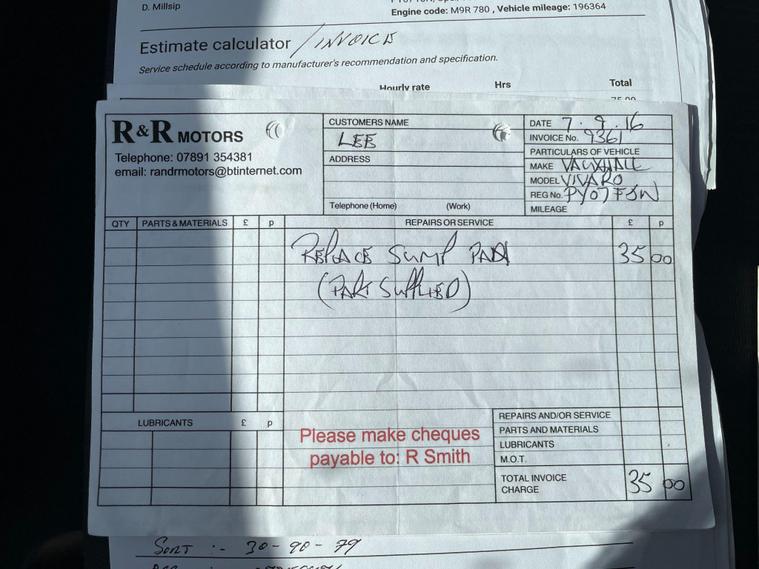 D. Millsip
Engine code: M9R 780 , Vehicle mileage: 196364
Estimate calculator / INVOICE
Service schedule according to manufacturer's recommendation and specification.
Hourly rate Hrs Total
75.00
R&R MOTORS
Telephone: 07891 354381
email: randrmotors@btinternet.com
CUSTOMERS NAME
LEE
ADDRESS
Telephone (Home) (Work)
DATE 7.9.16
INVOICE No. 9361
PARTICULARS OF VEHICLE
MAKE VAUXHALL
MODEL VIVARO
REG No. PY07 FJW
MILEAGE
QTY PARTS & MATERIALS £ p REPAIRS OR SERVICE £ p
REPLACE SUMP PAN 35 00
(PART SUPPLIED)
LUBRICANTS £ p
Please make cheques
payable to: R Smith
REPAIRS AND/OR SERVICE
PARTS AND MATERIALS
LUBRICANTS
M.O.T.
TOTAL INVOICE
CHARGE 35 00
SORT :- 30-90-79